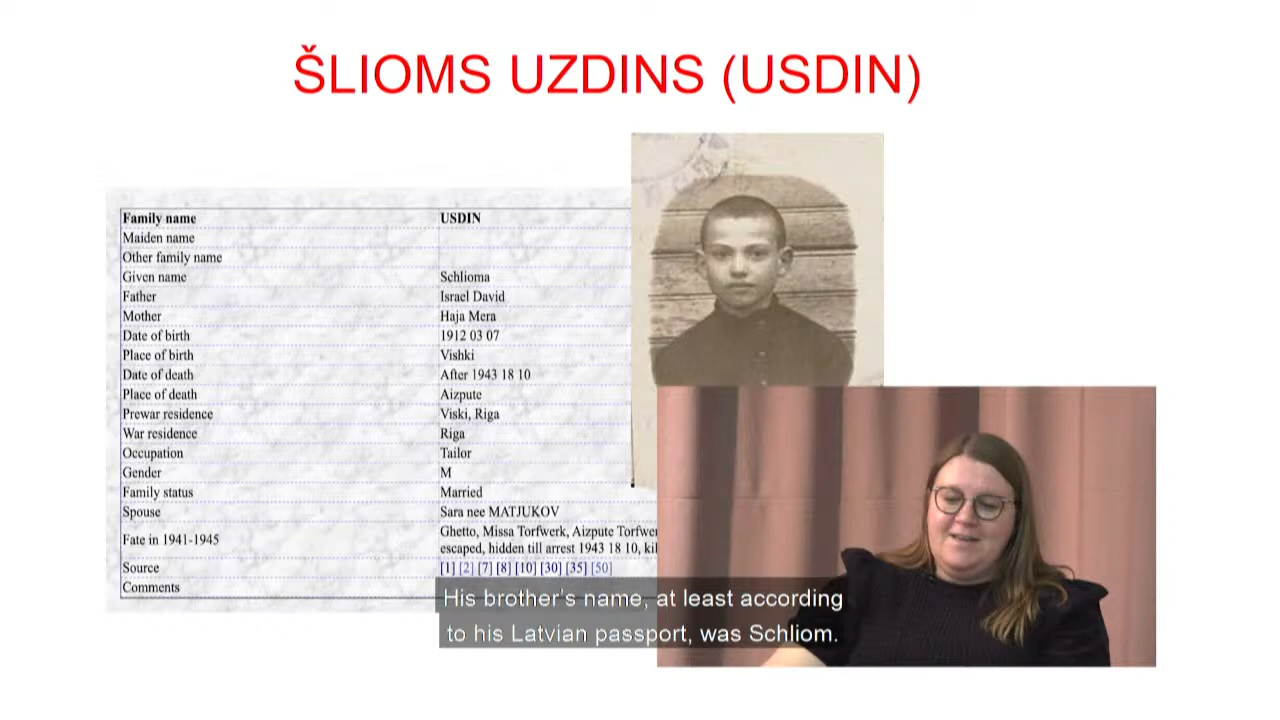 ŠLIOMS UZDINS (USDIN)
Family name USDIN
Maiden name
Other family name
Given name Schlioma
Father Israel David
Mother Haja Mera
Date of birth 1912 03 07
Place of birth Vishki
Date of death After 1943 18 10
Place of death Aizpute
Prewar residence Viski, Riga
War residence Riga
Occupation Tailor
Gender M
Family status Married
Spouse Sara nee MATJUKOV
Fate in 1941-1945 Ghetto, Missa Torfwerk, Aizpute
escaped, hidden till arrest 1943 18 10,
Source [1] [2] [7] [8] [10] [30] [35] [50]
Comments
His brother's name, at least according
to his Latvian passport, was Schliom.